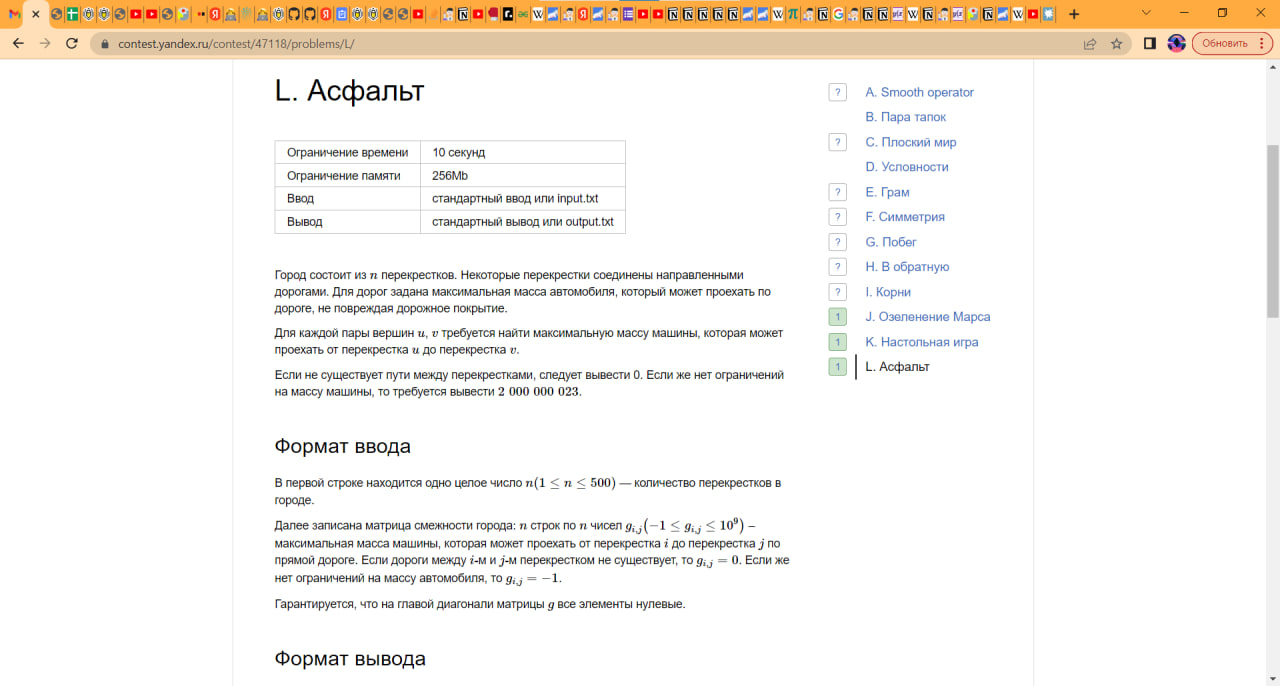 contest.yandex.ru/contest/47118/problems/L/
Обновить
L. Асфальт
Ограничение времени 10 секунд
Ограничение памяти 256Mb
Ввод стандартный ввод или input.txt
Вывод стандартный вывод или output.txt
Город состоит из n перекрестков. Некоторые перекрестки соединены направленными
дорогами. Для дорог задана максимальная масса автомобиля, который может проехать по
дороге, не повреждая дорожное покрытие.
Для каждой пары вершин u, v требуется найти максимальную массу машины, которая может
проехать от перекрестка u до перекрестка v.
Если не существует пути между перекрестками, следует вывести 0. Если же нет ограничений
на массу машины, то требуется вывести 2 000 000 023.
Формат ввода
В первой строке находится одно целое число n(1 ≤ n ≤ 500) — количество перекрестков в
городе.
Далее записана матрица смежности города: n строк по n чисел g_{i,j}(−1 ≤ g_{i,j} ≤ 10^9) –
максимальная масса машины, которая может проехать от перекрестка i до перекрестка j по
прямой дороге. Если дороги между i-м и j-м перекрестком не существует, то g_{i,j} = 0. Если же
нет ограничений на массу автомобиля, то g_{i,j} = −1.
Гарантируется, что на главой диагонали матрицы g все элементы нулевые.
Формат вывода
? A. Smooth operator
B. Пара тапок
? C. Плоский мир
D. Условности
? E. Грам
? F. Симметрия
? G. Побег
? H. В обратную
? I. Корни
1 J. Озеленение Марса
1 K. Настольная игра
1 L. Асфальт